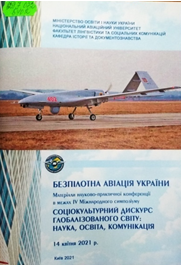 МІНІСТЕРСТВО ОСВІТИ І НАУКИ УКРАЇНИ
НАЦІОНАЛЬНИЙ АВІАЦІЙНИЙ УНІВЕРСИТЕТ
ФАКУЛЬТЕТ ЛІНГВІСТИКИ ТА СОЦІАЛЬНИХ КОМУНІКАЦІЙ
КАФЕДРА ІСТОРІЇ ТА ДОКУМЕНТОЗНАВСТВА
БЕЗПІЛОТНА АВІАЦІЯ УКРАЇНИ
Матеріали науково-практичної конференції
в межах IV Міжнародного симпозіуму
СОЦІОКУЛЬТУРНИЙ ДИСКУРС
ГЛОБАЛІЗОВАНОГО СВІТУ:
НАУКА, ОСВІТА, КОМУНІКАЦІЯ
14 квітня 2021 р.
Київ 2021